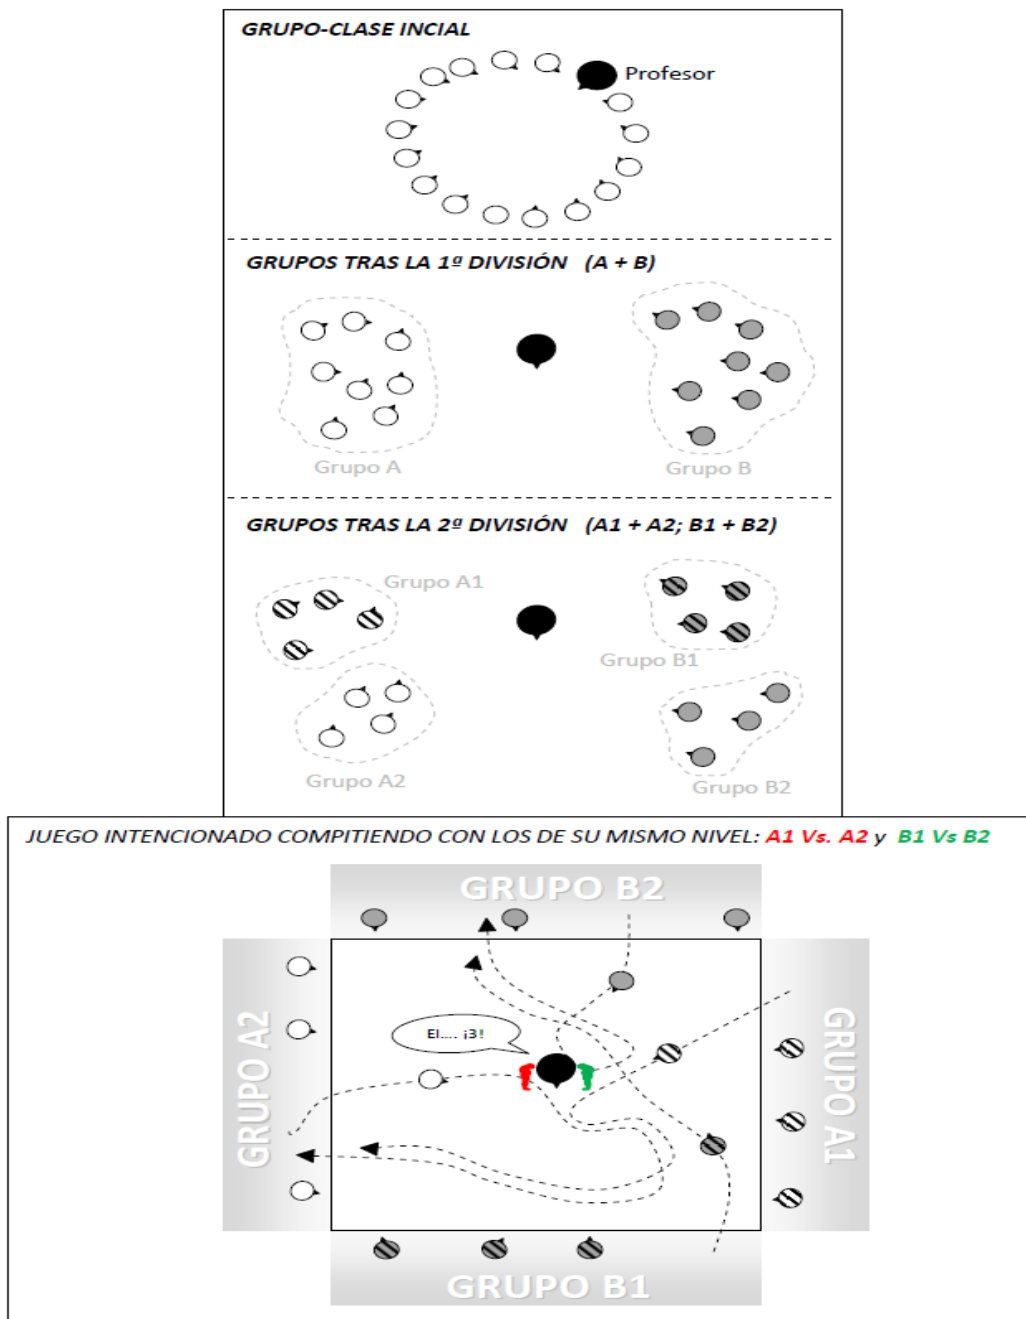 GRUPO-CLASE INCIAL
Profesor
GRUPOS TRAS LA 1ª DIVISIÓN (A + B)
Grupo A
Grupo B
GRUPOS TRAS LA 2ª DIVISIÓN (A1 + A2; B1 + B2)
Grupo A1
Grupo B1
Grupo A2
Grupo B2
JUEGO INTENCIONADO COMPITIENDO CON LOS DE SU MISMO NIVEL: A1 Vs. A2 y B1 Vs B2
GRUPO B2
GRUPO A2
El.... ¡3!
GRUPO A1
GRUPO B1